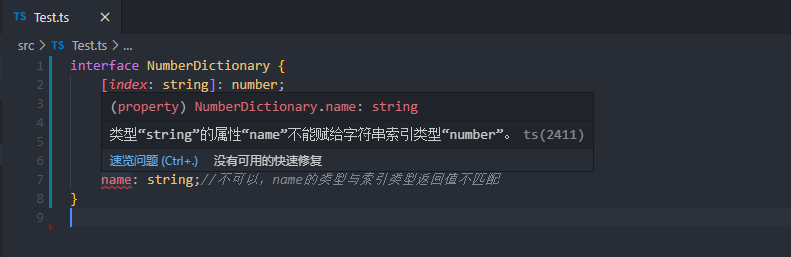 TS Test.ts ×
src > TS Test.ts > ...
1 interface NumberDictionary {
2 [index: string]: number;
3
(property) NumberDictionary.name: string
4
类型“string”的属性“name”不能赋给字符串索引类型“number”。 ts(2411)
5
6
速览问题 (Ctrl+.) 没有可用的快速修复
7 name: string;//不可以，name的类型与索引类型返回值不匹配
8 }
9